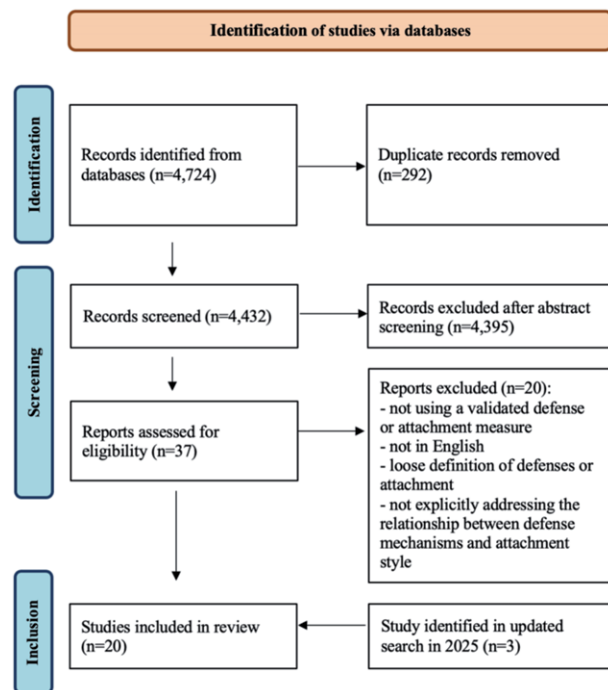 Identification of studies via databases
Identification
Records identified from
databases (n=4,724)
Duplicate records removed
(n=292)
Screening
Records screened (n=4,432)
Records excluded after abstract
screening (n=4,395)
Reports assessed for
eligibility (n=37)
Reports excluded (n=20):
- not using a validated defense
or attachment measure
- not in English
- loose definition of defenses or
attachment
- not explicitly addressing the
relationship between defense
mechanisms and attachment
style
Inclusion
Studies included in review
(n=20)
Study identified in updated
search in 2025 (n=3)